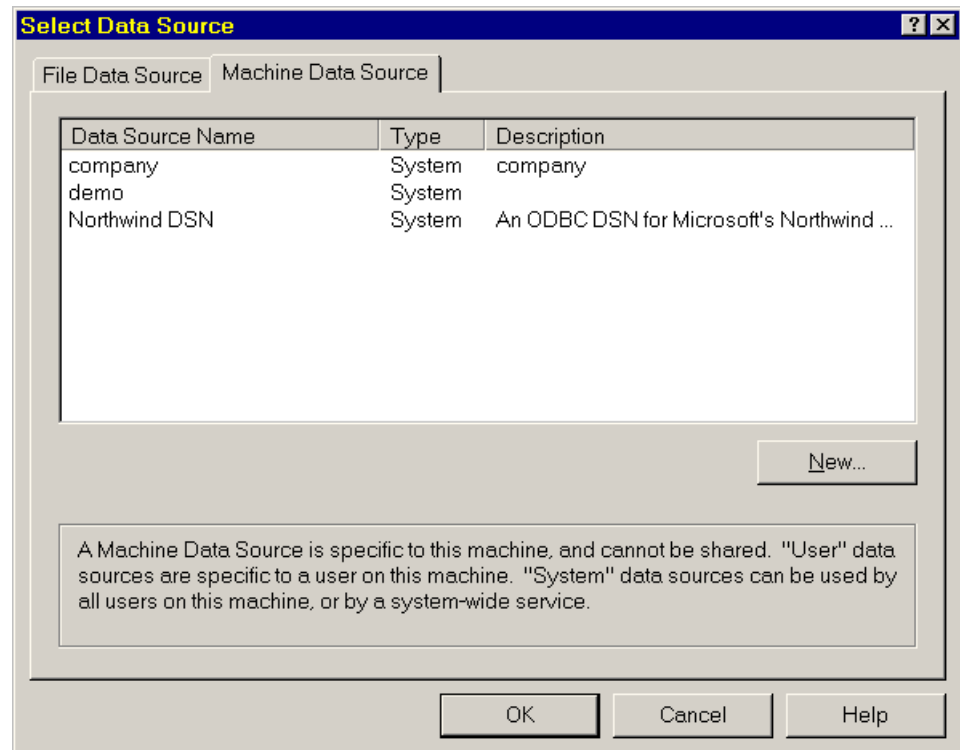 Select Data Source
File Data Source Machine Data Source
Data Source Name Type Description
company System company
demo System
Northwind DSN System An ODBC DSN for Microsoft's Northwind ...
New...
A Machine Data Source is specific to this machine, and cannot be shared. "User" data
sources are specific to a user on this machine. "System" data sources can be used by
all users on this machine, or by a system-wide service.
OK Cancel Help